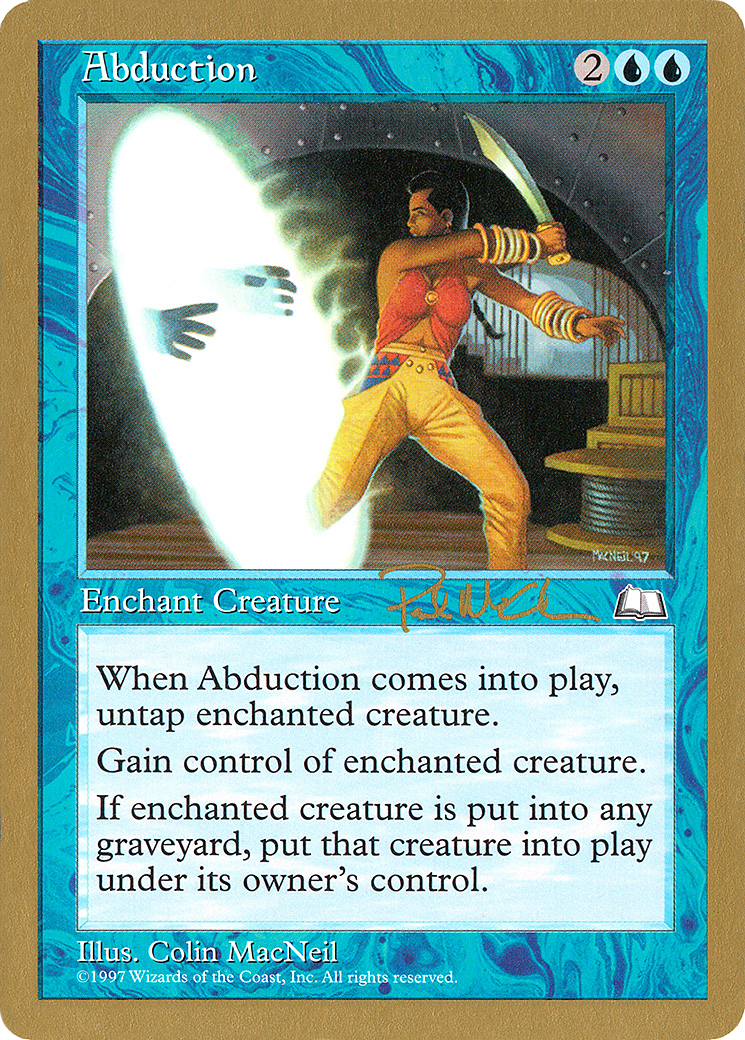 Abduction
2
MACNEIL '97
Enchant Creature
When Abduction comes into play,
untap enchanted creature.
Gain control of enchanted creature.
If enchanted creature is put into any
graveyard, put that creature into play
under its owner's control.
Illus. Colin MacNeil
©1997 Wizards of the Coast, Inc. All rights reserved.